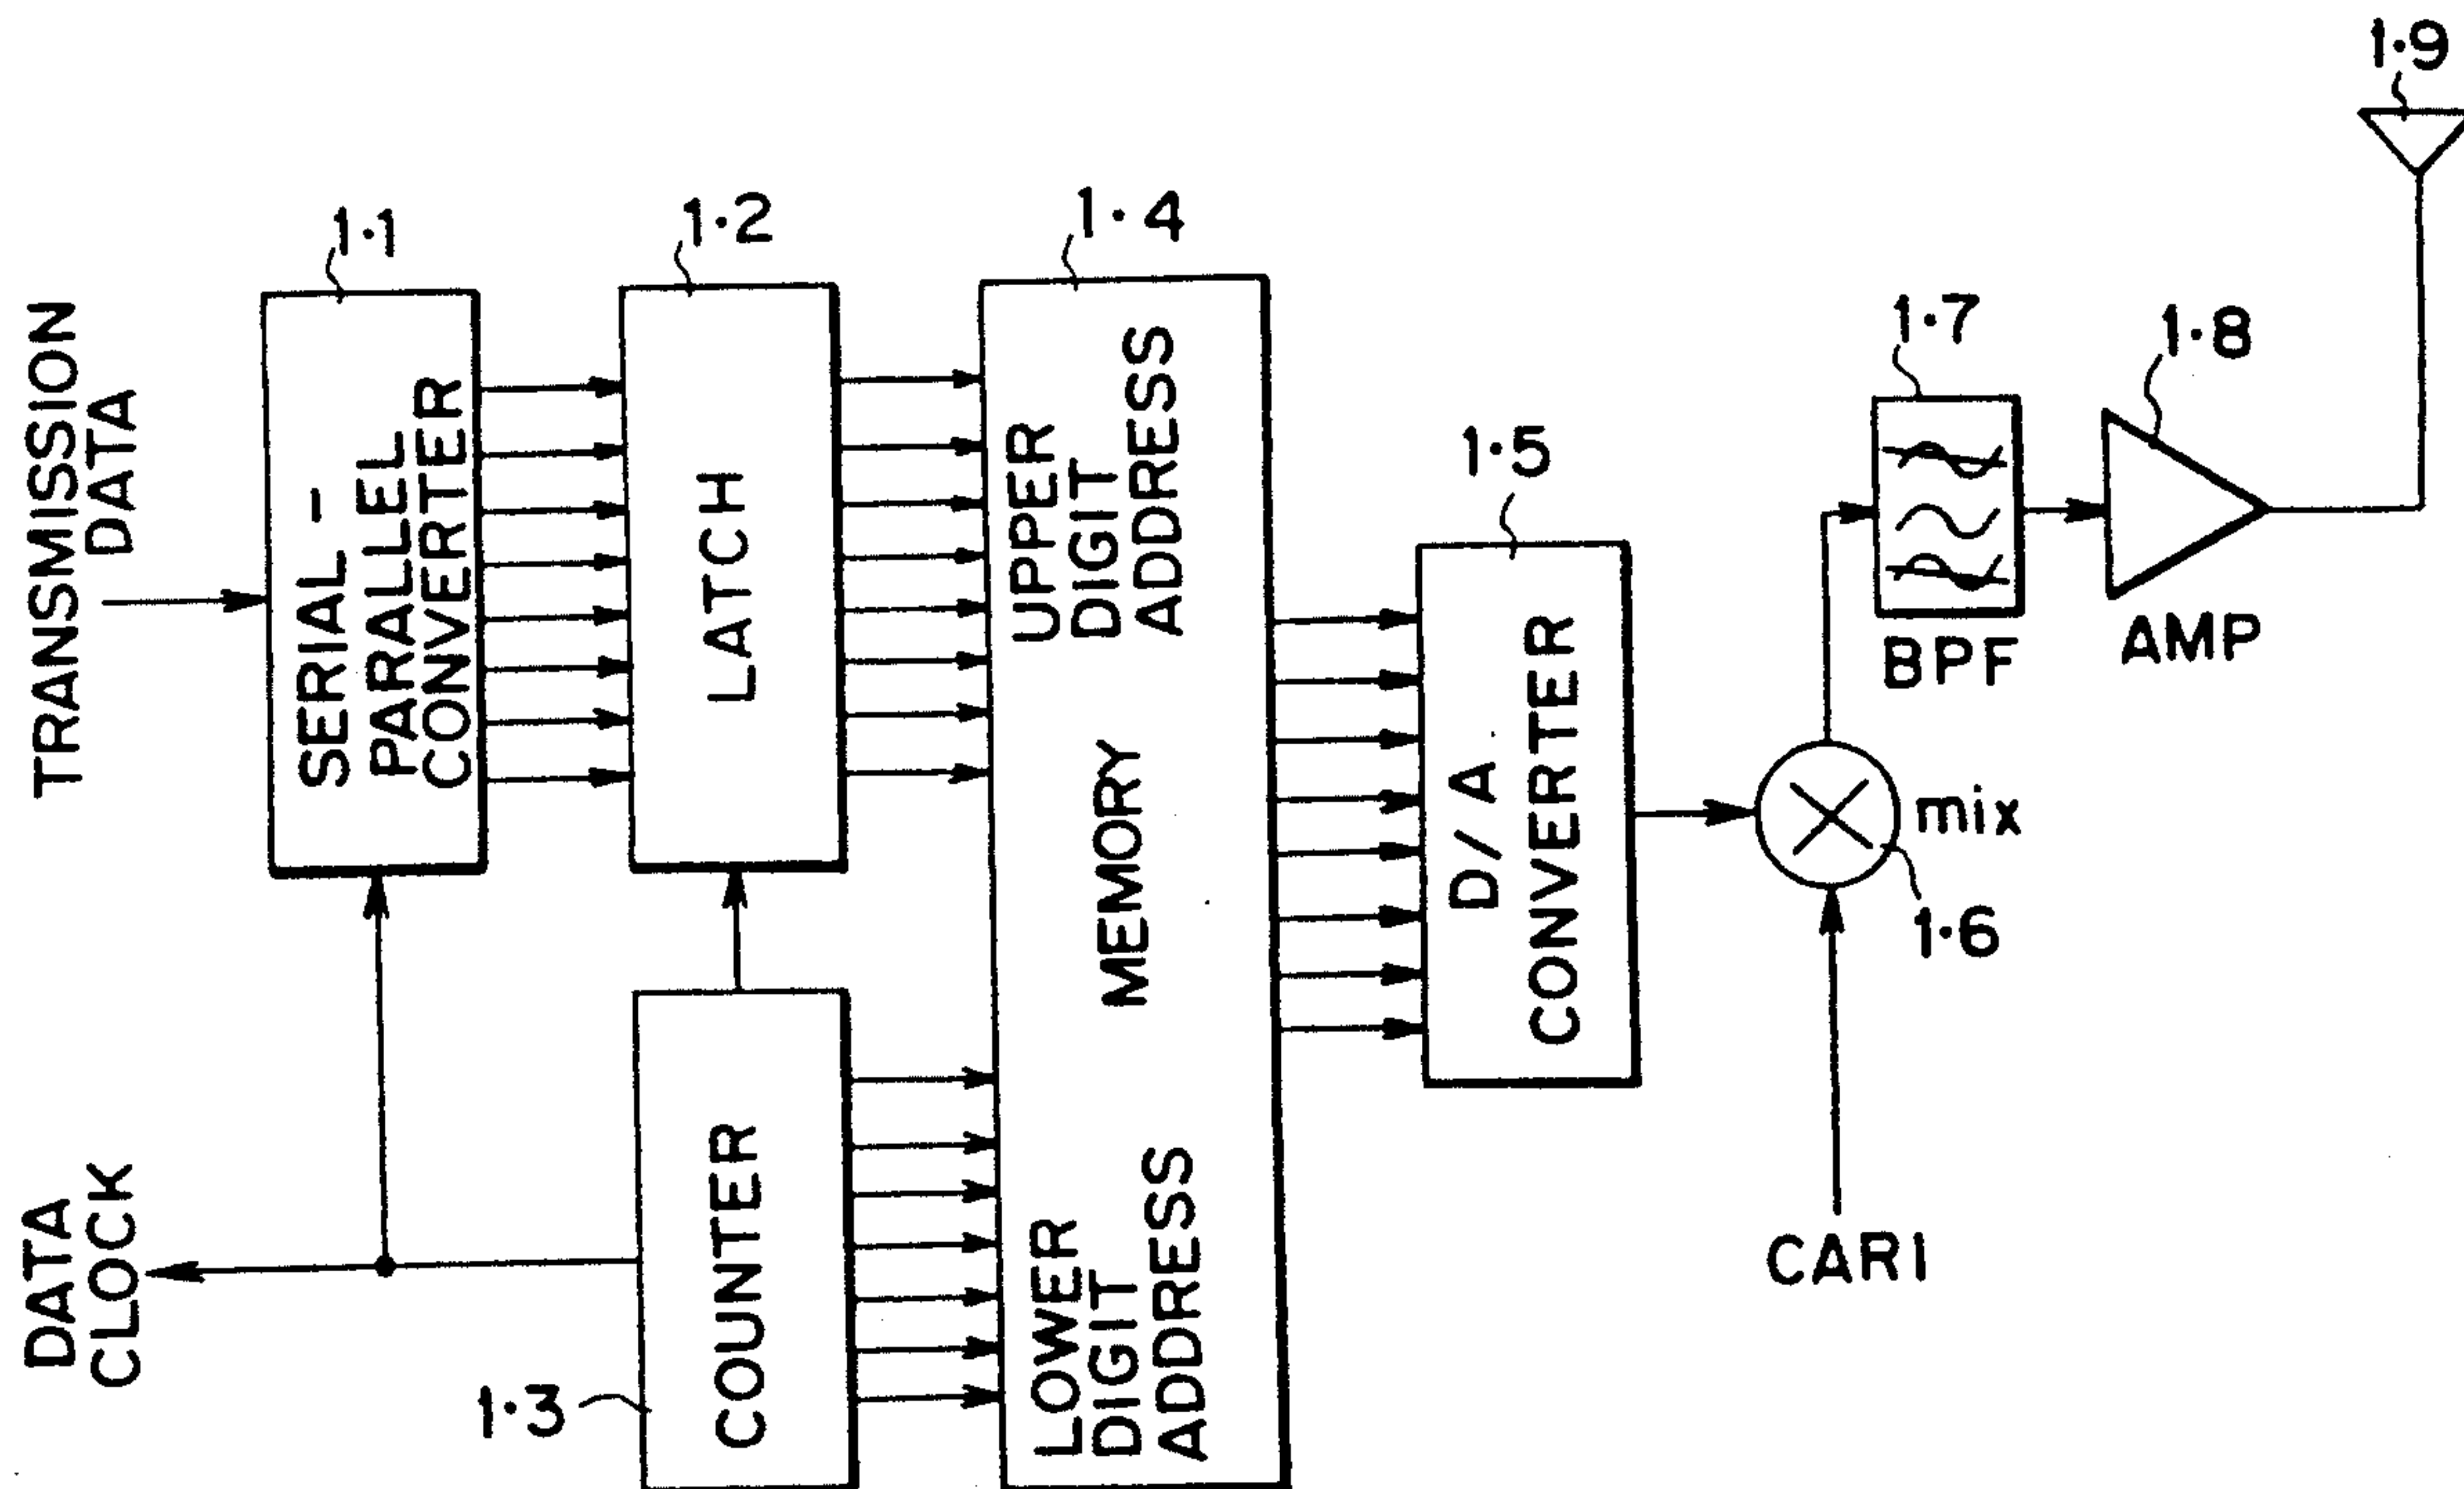 1·9
1·1
1·2
1·4
1·7
1·8
1·5
TRANSMISSION
DATA
SERIAL -
PARALLEL
CONVERTER
LATCH
UPPER
DIGIT
ADDRESS
MEMORY
D/A
CONVERTER
BPF
AMP
mix
1·6
CAR1
DATA
CLOCK
1·3
COUNTER
LOWER
DIGIT
ADDRESS